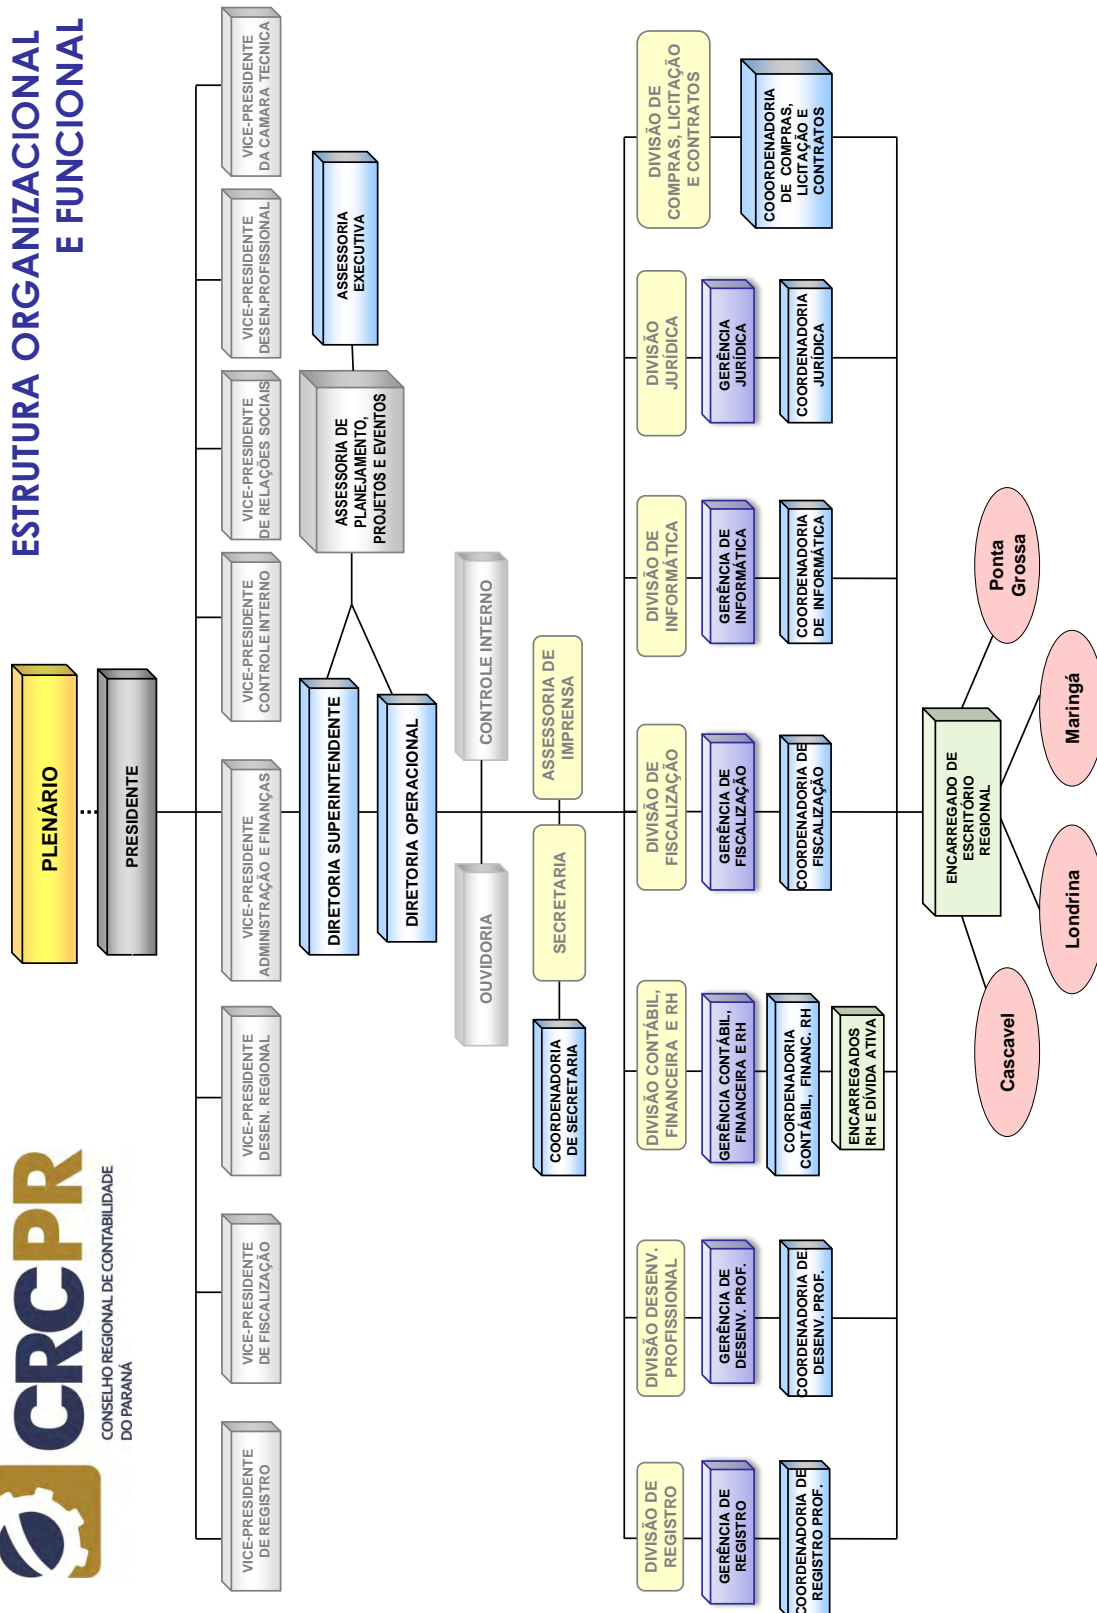 CRCPR
CONSELHO REGIONAL DE CONTABILIDADE
DO PARANÁ
ESTRUTURA ORGANIZACIONAL
E FUNCIONAL
PLENÁRIO
PRESIDENTE
VICE-PRESIDENTE
DE REGISTRO
VICE-PRESIDENTE
DE FISCALIZAÇÃO
VICE-PRESIDENTE
DESEN. REGIONAL
VICE-PRESIDENTE
ADMINISTRAÇÃO E FINANÇAS
VICE-PRESIDENTE
CONTROLE INTERNO
VICE-PRESIDENTE
DE RELAÇÕES SOCIAIS
VICE-PRESIDENTE
DESEN.PROFISSIONAL
VICE-PRESIDENTE
DA CAMARA TECNICA
DIRETORIA SUPERINTENDENTE
ASSESSORIA DE
PLANEJAMENTO,
PROJETOS E EVENTOS
ASSESSORIA
EXECUTIVA
DIRETORIA OPERACIONAL
OUVIDORIA
CONTROLE INTERNO
COORDENADORIA
DE SECRETARIA
SECRETARIA
ASSESSORIA DE
IMPRENSA
DIVISÃO DE
REGISTRO
DIVISÃO DESENV.
PROFISSIONAL
DIVISÃO CONTÁBIL,
FINANCEIRA E RH
DIVISÃO DE
FISCALIZAÇÃO
DIVISÃO DE
INFORMÁTICA
DIVISÃO
JURÍDICA
DIVISÃO DE
COMPRAS, LICITAÇÃO
E CONTRATOS
GERÊNCIA DE
REGISTRO
GERÊNCIA DE
DESENV. PROF.
GERÊNCIA CONTÁBIL,
FINANCEIRA E RH
GERÊNCIA DE
FISCALIZAÇÃO
GERÊNCIA DE
INFORMÁTICA
GERÊNCIA
JURÍDICA
COORDENADORIA
DE COMPRAS,
LICITAÇÃO E
CONTRATOS
COORDENADORIA DE
REGISTRO PROF.
COORDENADORIA DE
DESENV. PROF.
COORDENADORIA
CONTÁBIL, FINANC. RH
COORDENADORIA DE
FISCALIZAÇÃO
COORDENADORIA
DE INFORMÁTICA
COORDENADORIA
JURÍDICA
ENCARREGADOS
RH E DÍVIDA ATIVA
ENCARREGADO DE
ESCRITÓRIO
REGIONAL
Cascavel
Londrina
Maringá
Ponta
Grossa